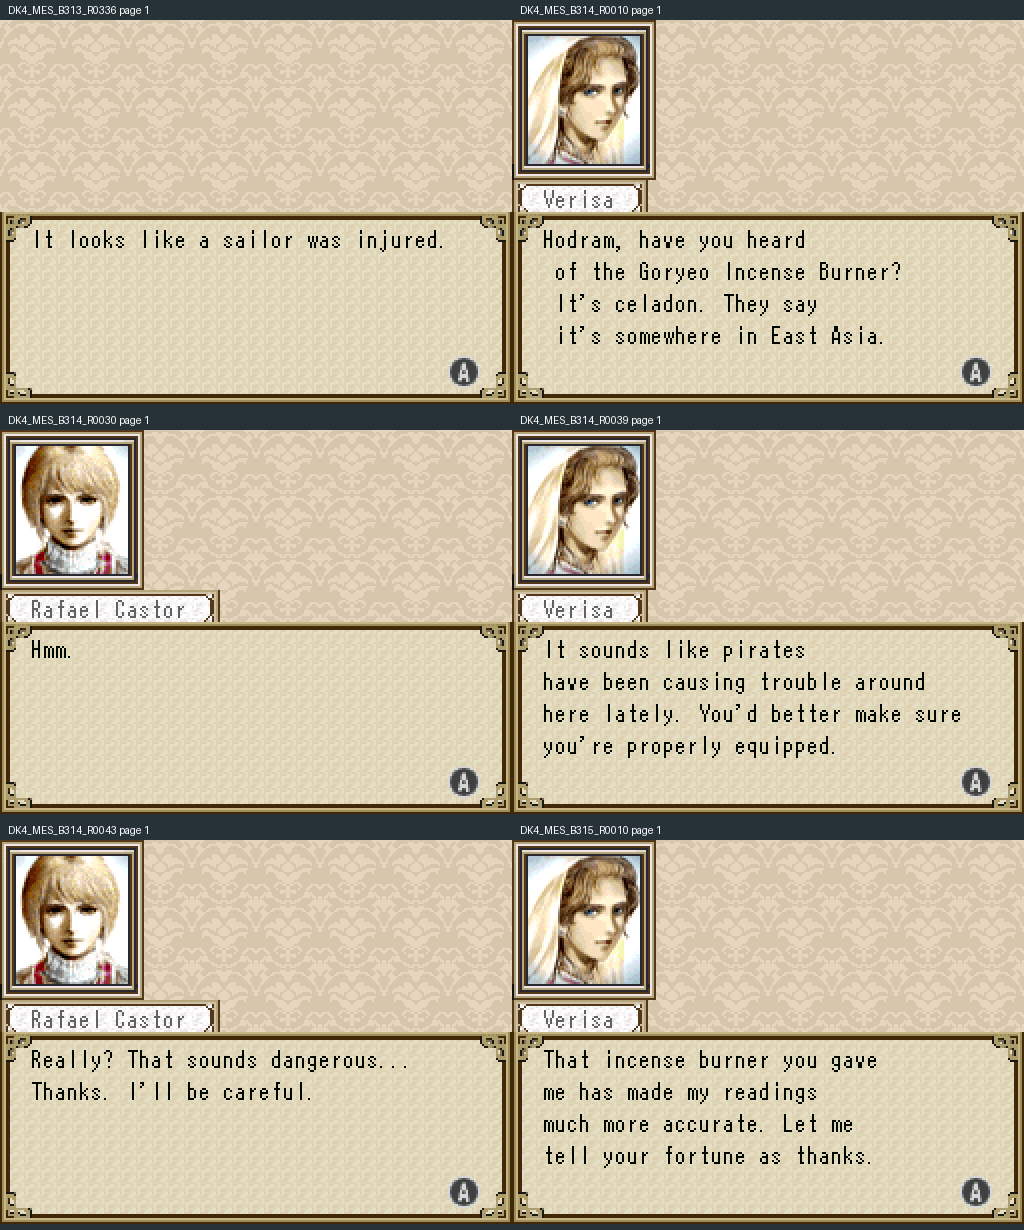 DK4_MES_B313_R0336 page 1
It looks like a sailor was injured.
A
DK4_MES_B314_R0010 page 1
Verisa
Hodram, have you heard
of the Goryeo Incense Burner?
It's celadon. They say
it's somewhere in East Asia.
A
DK4_MES_B314_R0030 page 1
Rafael Castor
Hmm.
A
DK4_MES_B314_R0039 page 1
Verisa
It sounds like pirates
have been causing trouble around
here lately. You'd better make sure
you're properly equipped.
A
DK4_MES_B314_R0043 page 1
Rafael Castor
Really? That sounds dangerous...
Thanks. I'll be careful.
A
DK4_MES_B315_R0010 page 1
Verisa
That incense burner you gave
me has made my readings
much more accurate. Let me
tell your fortune as thanks.
A